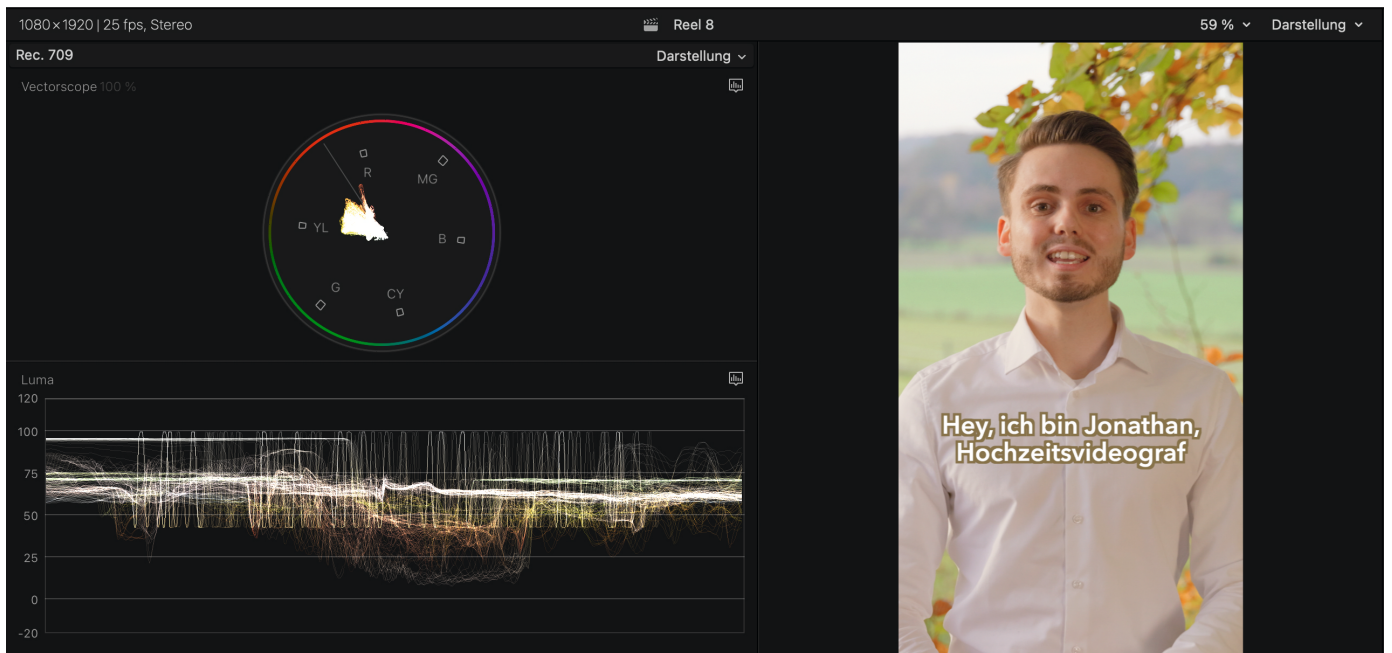 1080×1920 | 25 fps, Stereo
Reel 8
59 %
Darstellung
Rec. 709
Darstellung
Vectorscope 100 %
R
MG
YL
B
G
CY
Luma
120
100
75
50
25
0
-20
Hey, ich bin Jonathan,
Hochzeitsvideograf